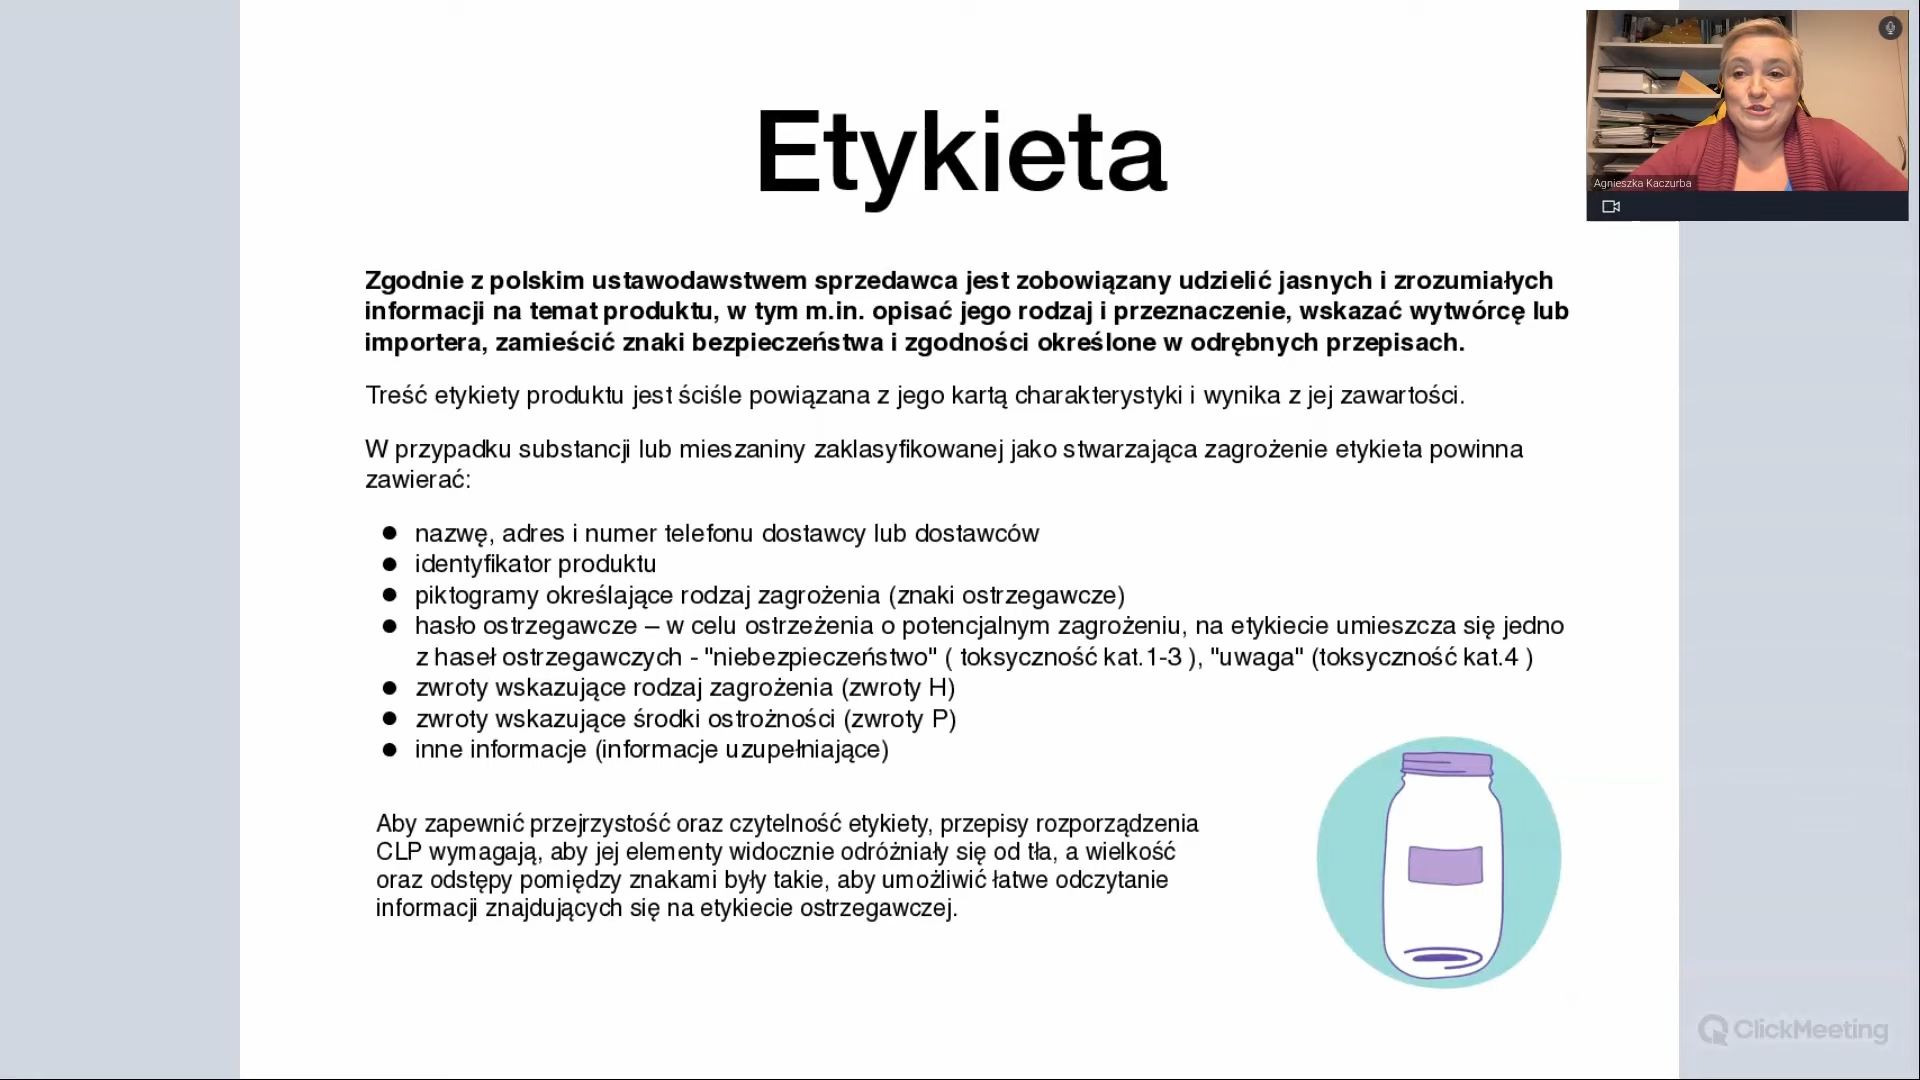 Etykieta
Agnieszka Kaczurba
Zgodnie z polskim ustawodawstwem sprzedawca jest zobowiązany udzielić jasnych i zrozumiałych
informacji na temat produktu, w tym m.in. opisać jego rodzaj i przeznaczenie, wskazać wytwórcę lub
importera, zamieścić znaki bezpieczeństwa i zgodności określone w odrębnych przepisach.
Treść etykiety produktu jest ściśle powiązana z jego kartą charakterystyki i wynika z jej zawartości.
W przypadku substancji lub mieszaniny zaklasyfikowanej jako stwarzająca zagrożenie etykieta powinna
zawierać:
● nazwę, adres i numer telefonu dostawcy lub dostawców
● identyfikator produktu
● piktogramy określające rodzaj zagrożenia (znaki ostrzegawcze)
● hasło ostrzegawcze – w celu ostrzeżenia o potencjalnym zagrożeniu, na etykiecie umieszcza się jedno
z haseł ostrzegawczych - "niebezpieczeństwo" ( toksyczność kat.1-3 ), "uwaga" (toksyczność kat.4 )
● zwroty wskazujące rodzaj zagrożenia (zwroty H)
● zwroty wskazujące środki ostrożności (zwroty P)
● inne informacje (informacje uzupełniające)
Aby zapewnić przejrzystość oraz czytelność etykiety, przepisy rozporządzenia
CLP wymagają, aby jej elementy widocznie odróżniały się od tła, a wielkość
oraz odstępy pomiędzy znakami były takie, aby umożliwić łatwe odczytanie
informacji znajdujących się na etykiecie ostrzegawczej.
ClickMeeting